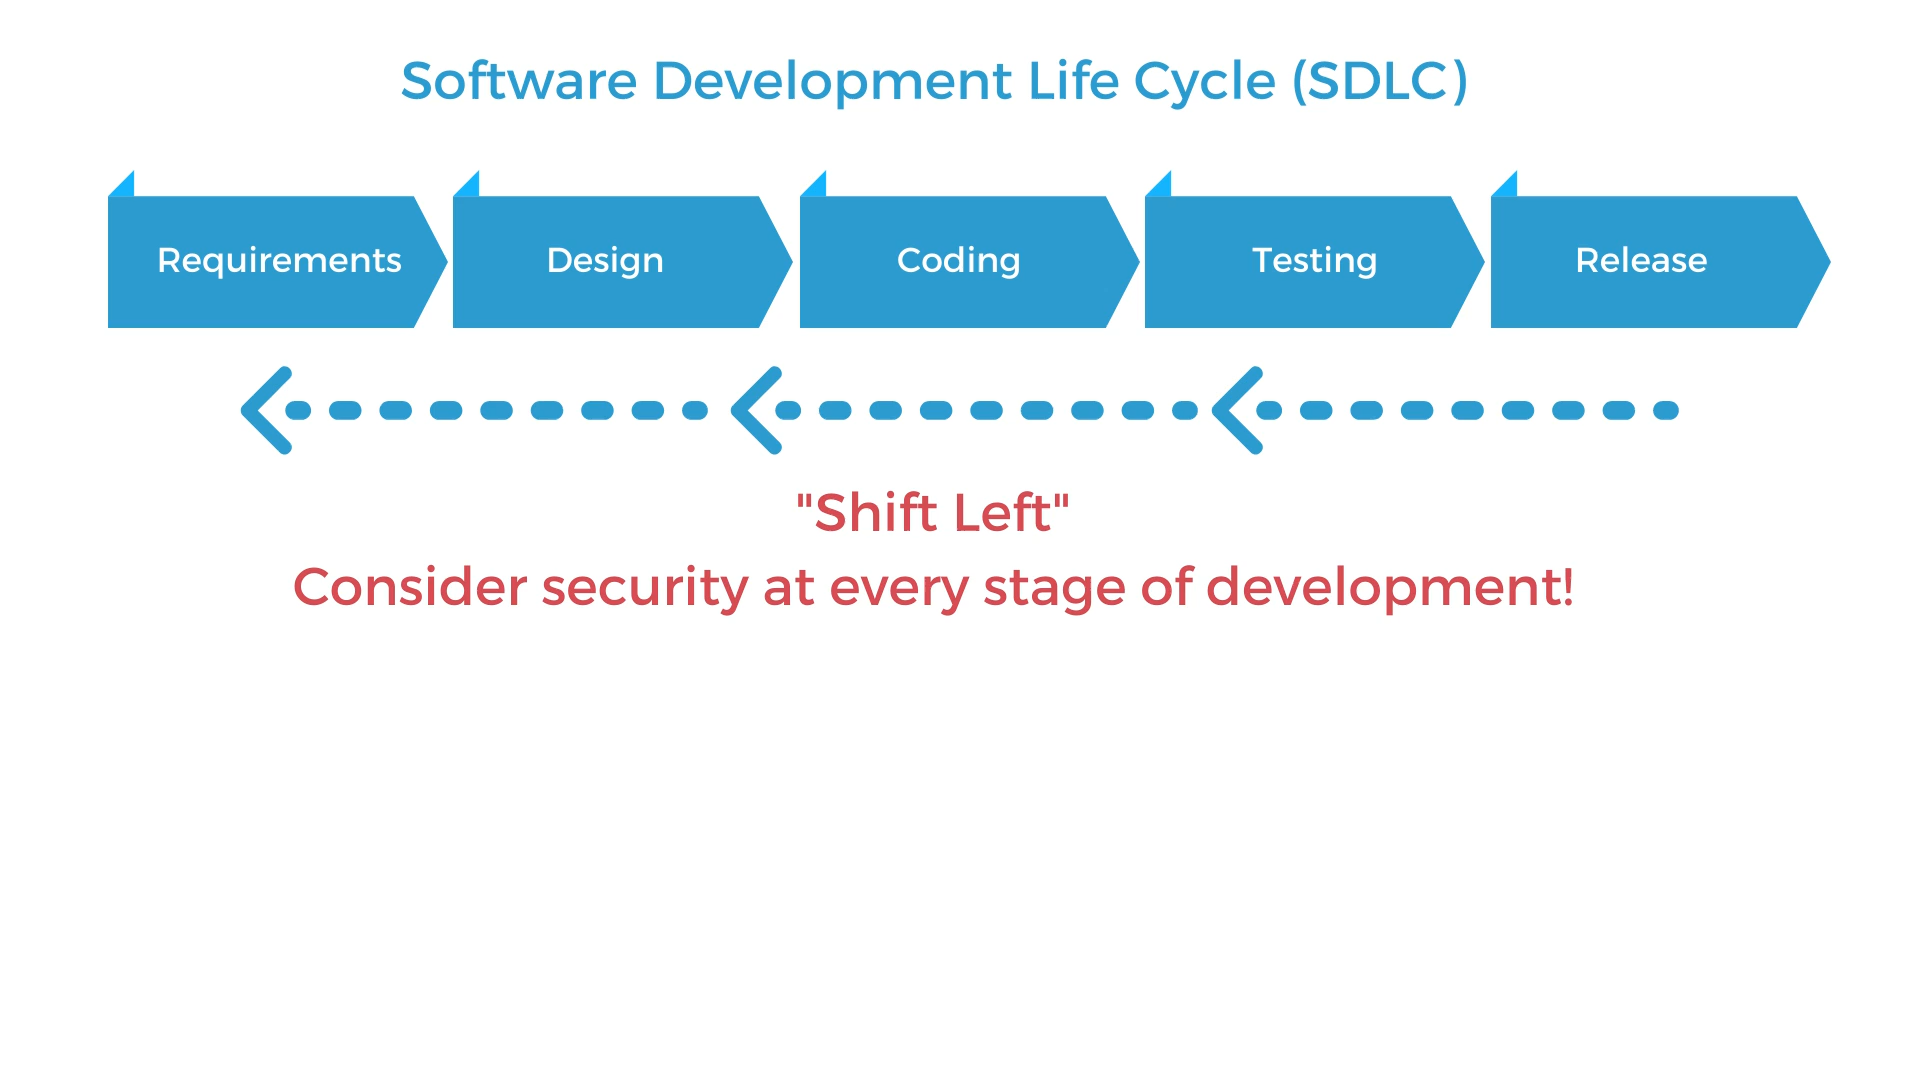 Software Development Life Cycle (SDLC)
Requirements
Design
Coding
Testing
Release
"Shift Left"
Consider security at every stage of development!